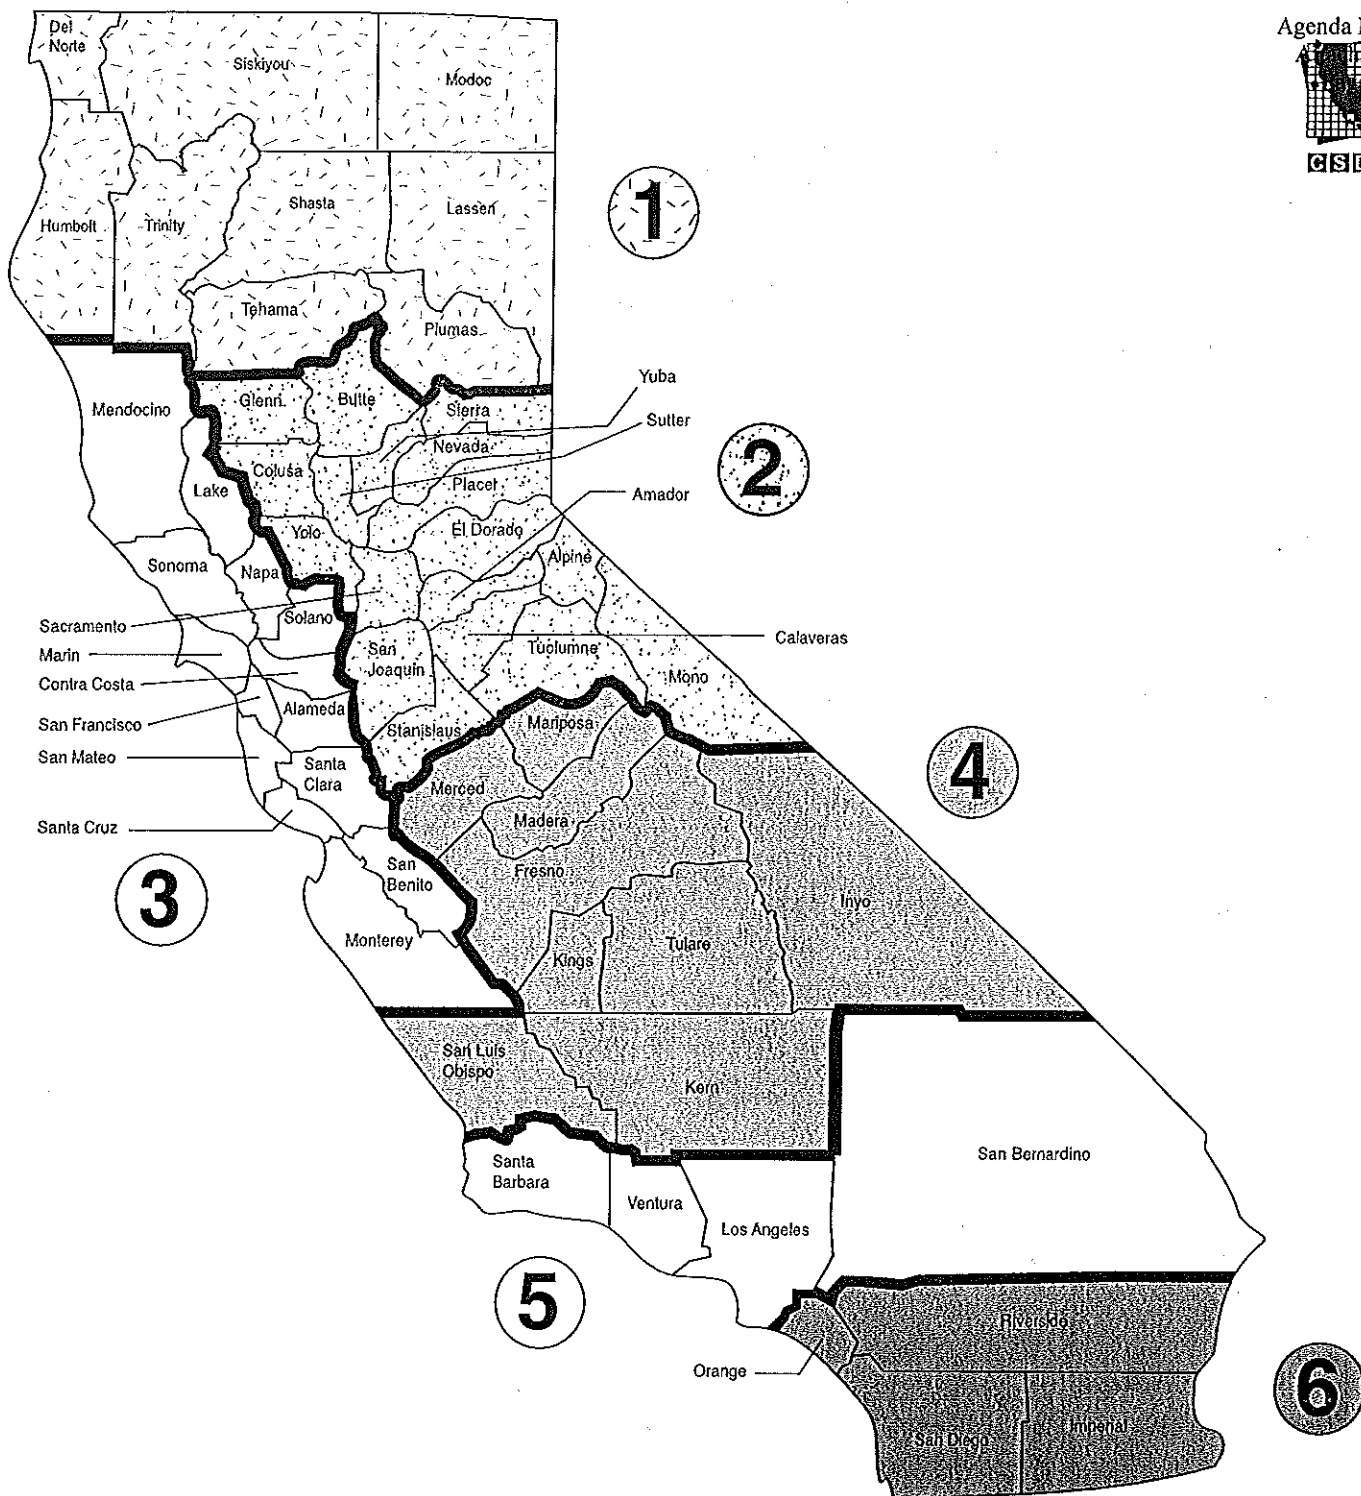 Agenda
Del
Norte
Siskiyou
Modoc
1
Shasta
Lassen
Humbolt
Trinity
Tehama
Plumas
Yuba
Glenn
Butte
Sierra
Mendocino
Sutter
Nevada
2
Colusa
Placer
Lake
Amador
Yolo
El Dorado
Alpine
Sonoma
Napa
Solano
Sacramento
Calaveras
San
Joaquin
Tuolumne
Marin
Mono
Contra Costa
Alameda
San Francisco
Stanislaus
Mariposa
San Mateo
Santa
Clara
4
Merced
Madera
Santa Cruz
San
Benito
Fresno
3
Inyo
Monterey
Kings
Tulare
San Luis
Obispo
Kern
San Bernardino
Santa
Barbara
Ventura
Los Angeles
5
Riverside
Orange
6
San Diego
Imperial